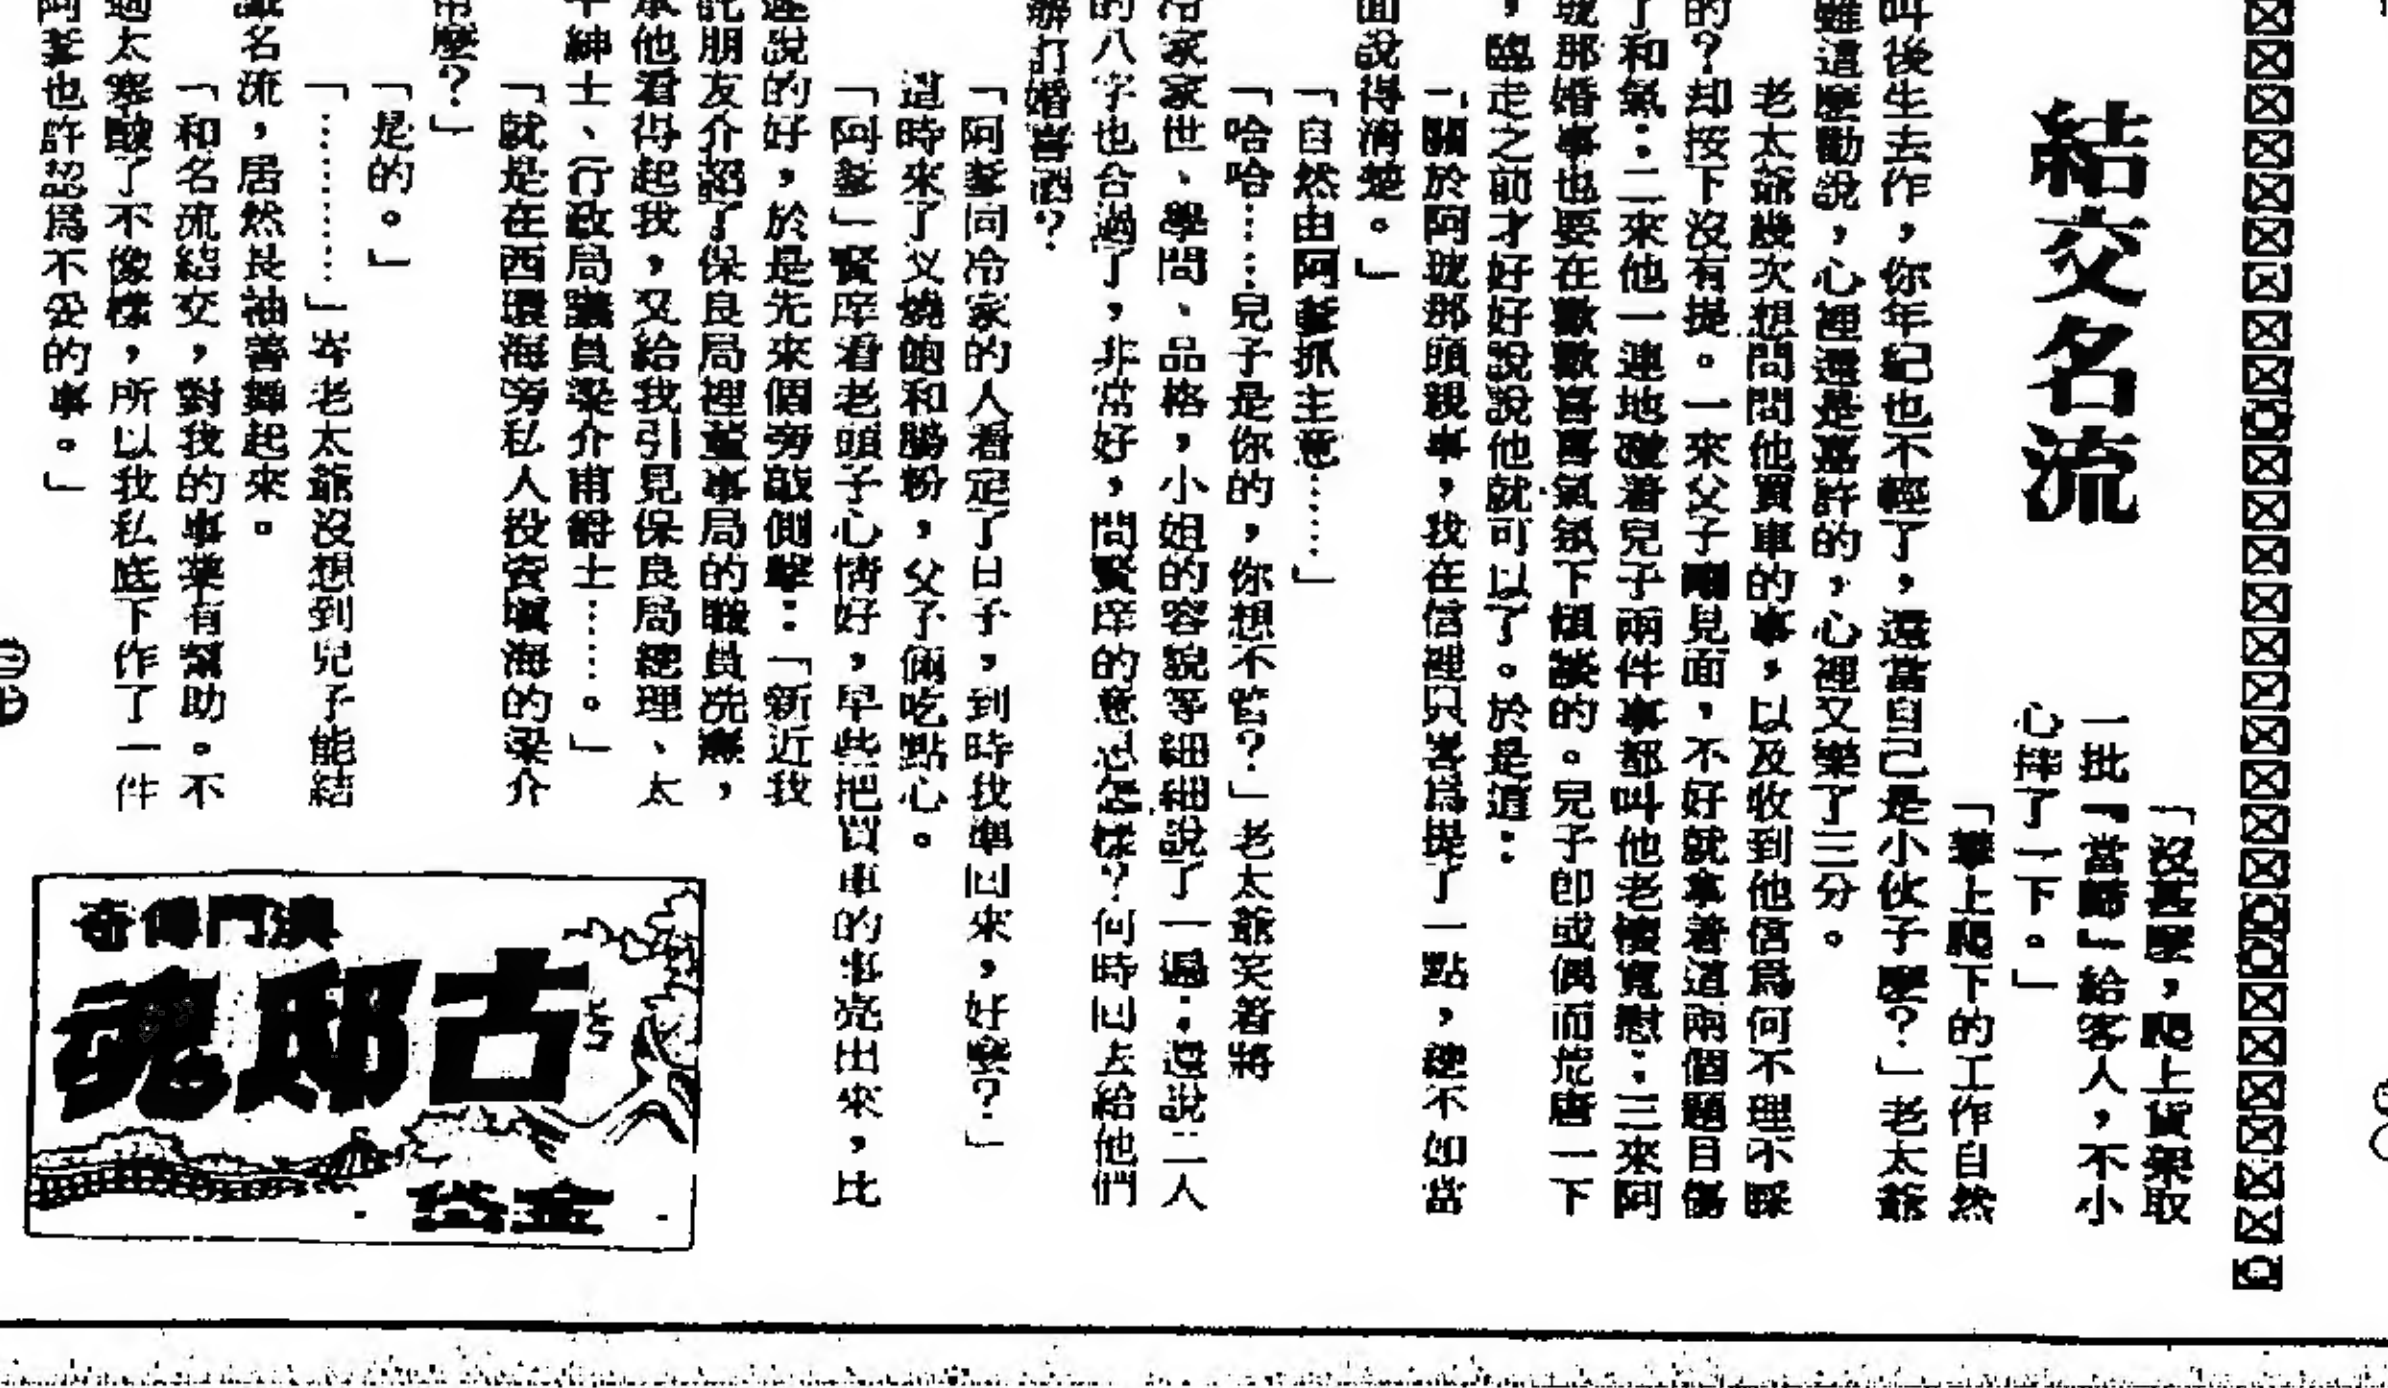 結交名流
「沒甚麼，爬上貨架取
一批『當歸』給客人，不小
心摔了一下。」
「攀上爬下的工作自然
叫後生去作，你年紀也不輕了，還當自己是小伙子麼？」老太爺
雖這麼勸說，心裡還是嘉許的，心裡又樂了三分。
老太爺幾次想問問他買車的事，以及收到他信爲何不理不睬
的？却按下沒有提。一來父子剛見面，不好就拿着這兩個題目傷
了和氣；二來他一連地聽着兒子兩件事都叫他老懷寬慰；三來阿
琥那婚事也要在歡歡喜喜氣氛下傾談的。兒子卽或偶而荒唐一下
，臨走之前才好好說說他就可以了。於是道：
「關於阿琥那頭親事，我在信裡只畧爲提了一點，總不如當
面說得清楚。」
「自然由阿爹抓主意……」
「哈哈……兒子是你的，你想不管？」老太爺笑着將
冷家家世、學問、品格，小姐的容貌詳細細說了一遍，還說二人
的八字也合過了，非常好，問賢庠的意思怎樣？何時回去給他們
辦訂婚喜酒？
「阿爹同冷家的人看定了日子，到時我準回來，好嘜？」
這時來了义燒飽和腸粉，父子倆吃點心。
「阿爹」賢庠看老頭子心情好，早些把買車的事亮出來，比
遲說的好，於是先來個旁敲側擊：「新近我
託朋友介紹了保良局裡董事局的職員冼應，
承他看得起我，又給我引見保良局總理、太
平紳士、行政局議員梁介甫爵士……。」
「就是在西環海旁私人投資塡海的梁介
甫麼？」
「是的。」
「…………」岑老太爺沒想到兒子能結
識名流，居然長袖善舞起來。
「和名流結交，對我的事業有幫助。不
過太寒酸了不像樣，所以我私底下作了一件
阿爹也許認爲不妥的事。」
澳門傳奇
古邸魂
金岱